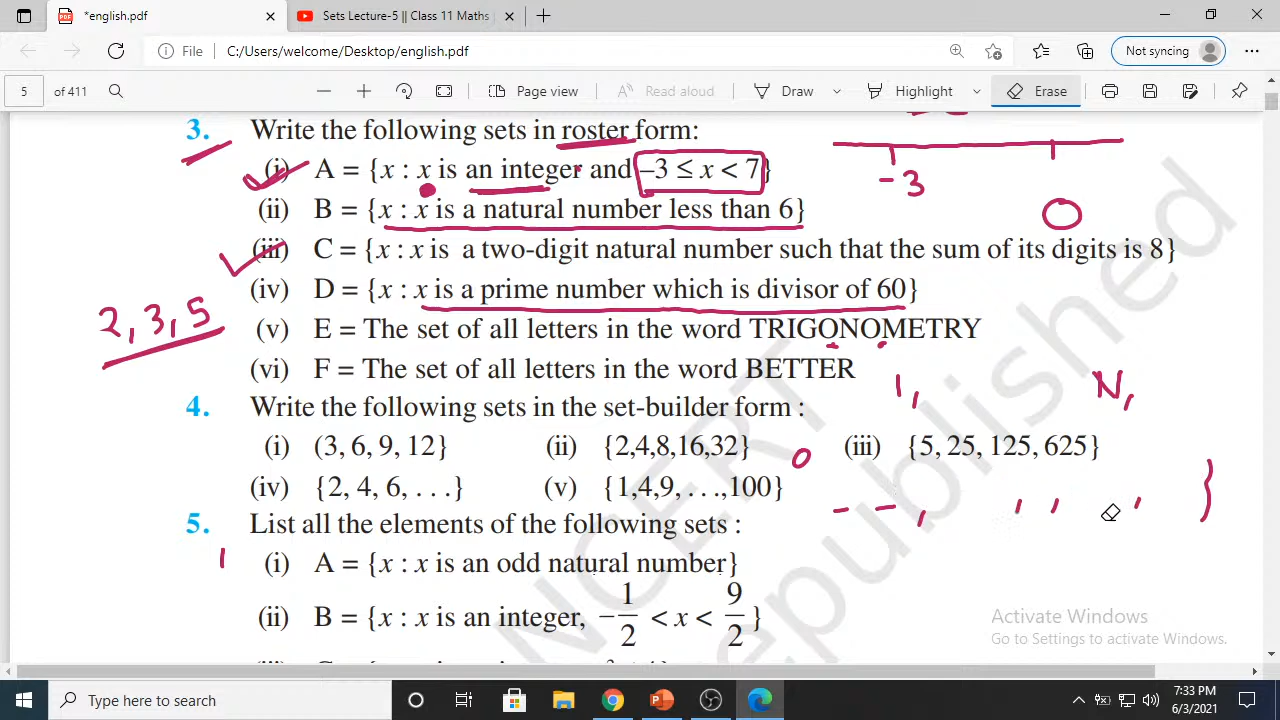 *english.pdf
Sets Lecture-5 || Class 11 Maths
File C:/Users/welcome/Desktop/english.pdf Not syncing
5 of 411 Page view Read aloud Draw Highlight Erase
3. Write the following sets in roster form:
(i) A = {x : x is an integer and –3 ≤ x < 7}
-3
(ii) B = {x : x is a natural number less than 6}
(iii) C = {x : x is a two-digit natural number such that the sum of its digits is 8}
(iv) D = {x : x is a prime number which is divisor of 60}
2, 3, 5
(v) E = The set of all letters in the word TRIGONOMETRY
(vi) F = The set of all letters in the word BETTER
1, N,
4. Write the following sets in the set-builder form :
(i) (3, 6, 9, 12} (ii) {2,4,8,16,32} (iii) {5, 25, 125, 625}
(iv) {2, 4, 6, . . .} (v) {1,4,9, . . .,100}
5. List all the elements of the following sets :
(i) A = {x : x is an odd natural number}
(ii) B = {x : x is an integer, –1/2 < x < 9/2}
NCERT
republished
Activate Windows
Go to Settings to activate Windows.
Type here to search
7:33 PM
6/3/2021